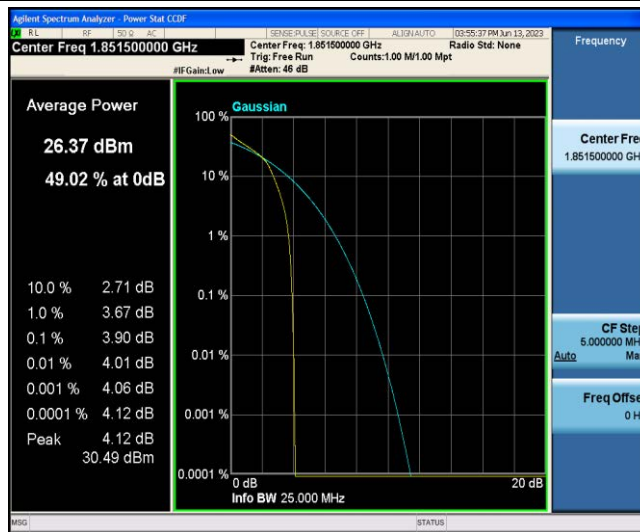 Agilent Spectrum Analyzer - Power Stat CCDF
RL RF 50 Ω AC SENSE:PULSE SOURCE OFF ALIGNAUTO 03:55:37 PM Jun 13, 2023
Center Freq 1.851500000 GHz
Center Freq: 1.851500000 GHz Radio Std: None
Trig: Free Run Counts:1.00 M/1.00 Mpt
#IFGain:Low #Atten: 46 dB
Frequency
Average Power
26.37 dBm
49.02 % at 0dB
10.0 % 2.71 dB
1.0 % 3.67 dB
0.1 % 3.90 dB
0.01 % 4.01 dB
0.001 % 4.06 dB
0.0001 % 4.12 dB
Peak 4.12 dB
30.49 dBm
Gaussian
100 %
10 %
1 %
0.1 %
0.01 %
0.001 %
0.0001 %
0 dB 20 dB
Info BW 25.000 MHz
Center Fre
1.851500000 GH
CF Step
5.000000 MH
Auto Ma
Freq Offse
0 H
MSG STATUS